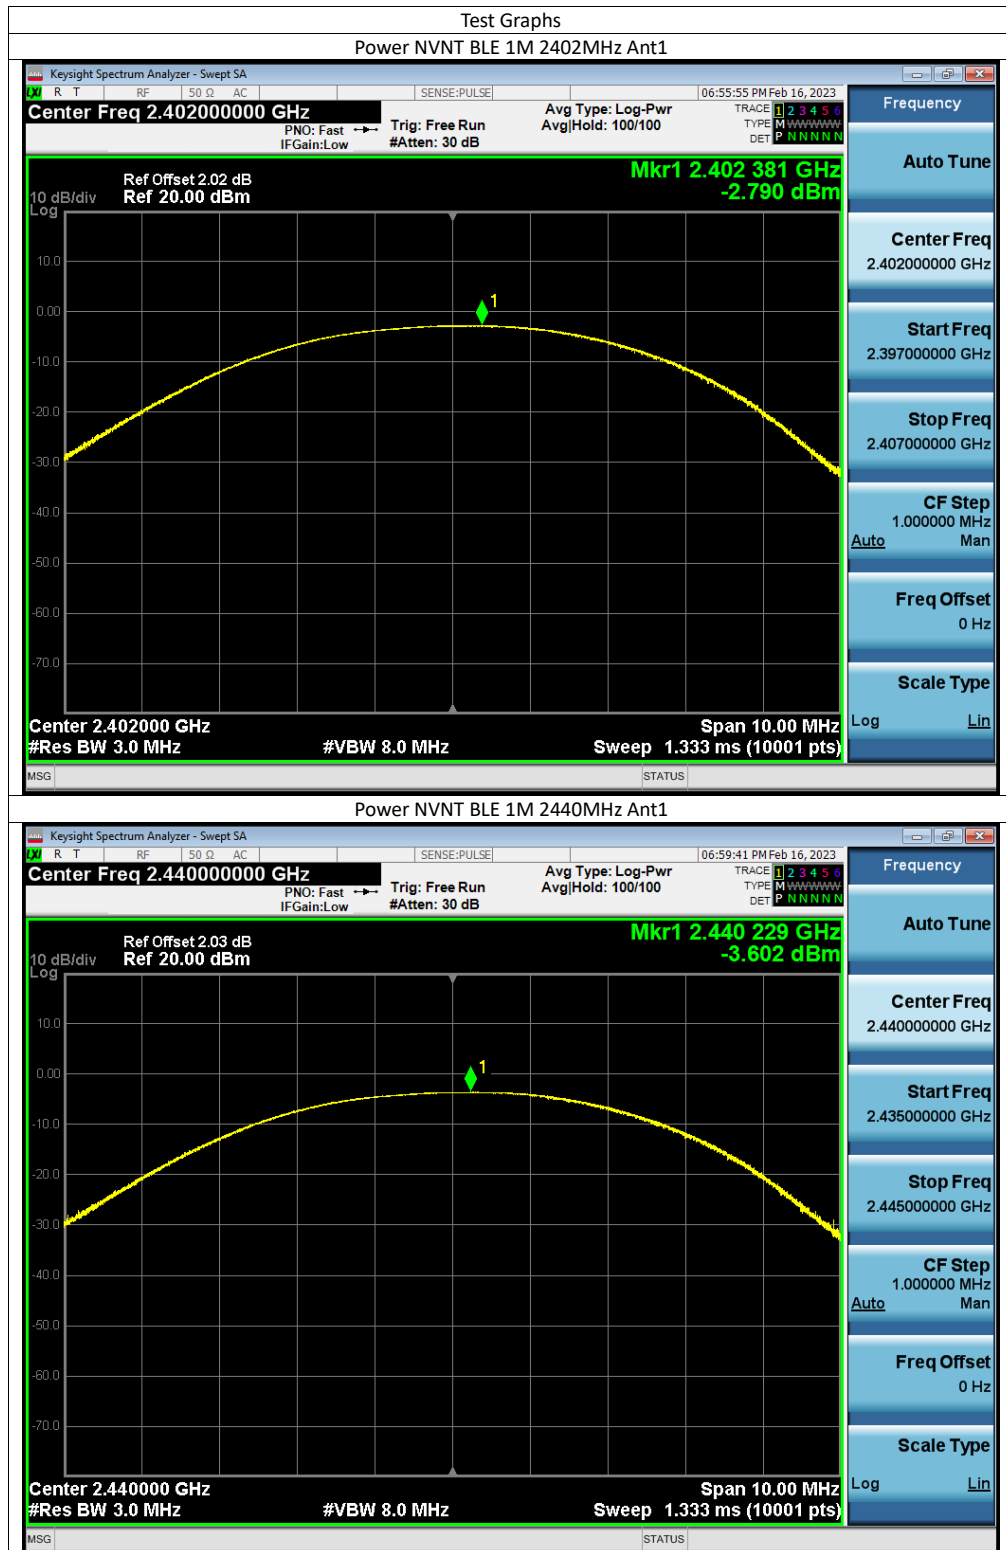 Test Graphs
Power NVNT BLE 1M 2402MHz Ant1
Keysight Spectrum Analyzer - Swept SA
LXI R T RF 50 Ω AC SENSE:PULSE 06:55:55 PM Feb 16, 2023
Center Freq 2.402000000 GHz Avg Type: Log-Pwr TRACE 1 2 3 4 5 6
PNO: Fast Trig: Free Run Avg|Hold: 100/100 TYPE M WWWWW
IFGain:Low #Atten: 30 dB DET P N N N N N
Frequency
Auto Tune
Mkr1 2.402 381 GHz
-2.790 dBm
Ref Offset 2.02 dB
10 dB/div Ref 20.00 dBm
Log
10.0
0.00
-10.0
-20.0
-30.0
-40.0
-50.0
-60.0
-70.0
1
Center Freq
2.402000000 GHz
Start Freq
2.397000000 GHz
Stop Freq
2.407000000 GHz
CF Step
1.000000 MHz
Auto Man
Freq Offset
0 Hz
Scale Type
Log Lin
Center 2.402000 GHz Span 10.00 MHz
#Res BW 3.0 MHz #VBW 8.0 MHz Sweep 1.333 ms (10001 pts)
MSG STATUS
Power NVNT BLE 1M 2440MHz Ant1
Keysight Spectrum Analyzer - Swept SA
LXI R T RF 50 Ω AC SENSE:PULSE 06:59:41 PM Feb 16, 2023
Center Freq 2.440000000 GHz Avg Type: Log-Pwr TRACE 1 2 3 4 5 6
PNO: Fast Trig: Free Run Avg|Hold: 100/100 TYPE M WWWWW
IFGain:Low #Atten: 30 dB DET P N N N N N
Frequency
Auto Tune
Mkr1 2.440 229 GHz
-3.602 dBm
Ref Offset 2.03 dB
10 dB/div Ref 20.00 dBm
Log
10.0
0.00
-10.0
-20.0
-30.0
-40.0
-50.0
-60.0
-70.0
1
Center Freq
2.440000000 GHz
Start Freq
2.435000000 GHz
Stop Freq
2.445000000 GHz
CF Step
1.000000 MHz
Auto Man
Freq Offset
0 Hz
Scale Type
Log Lin
Center 2.440000 GHz Span 10.00 MHz
#Res BW 3.0 MHz #VBW 8.0 MHz Sweep 1.333 ms (10001 pts)
MSG STATUS